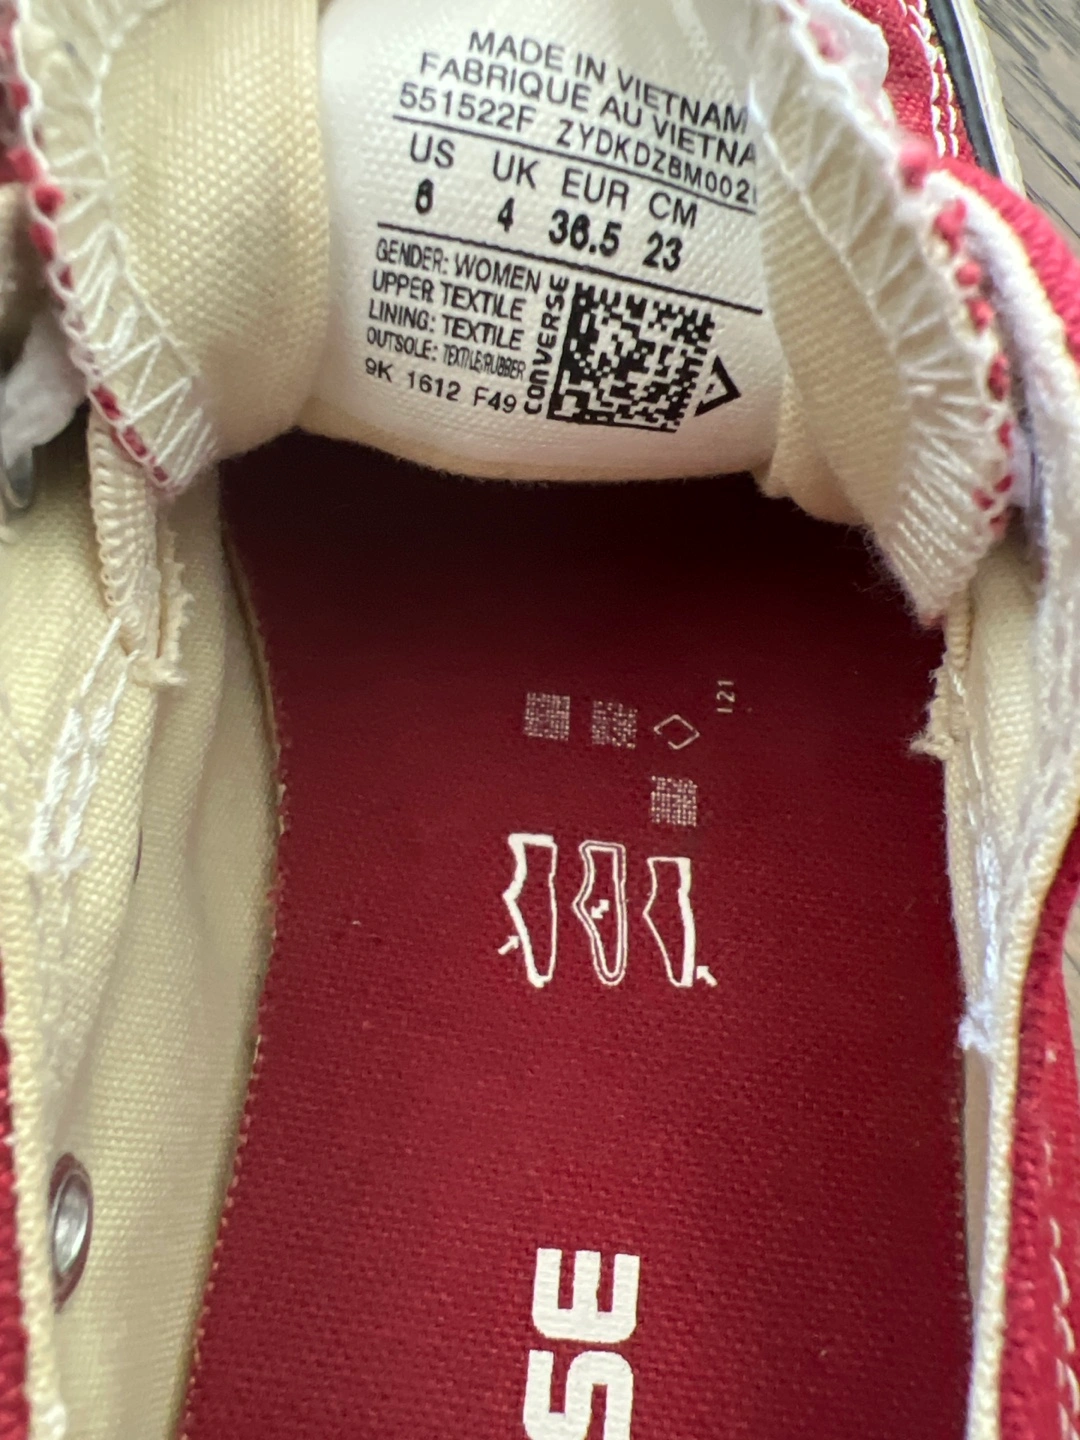 MADE IN VIETNAM
FABRIQUE AU VIETNA
551522F ZYDKDZBM002
US UK EUR CM
6 4 36.5 23
GENDER: WOMEN
UPPER TEXTILE
LINING: TEXTILE
OUTSOLE: TEXTILE/RUBBER
9K 1612 F49
CONVERSE
121
SE